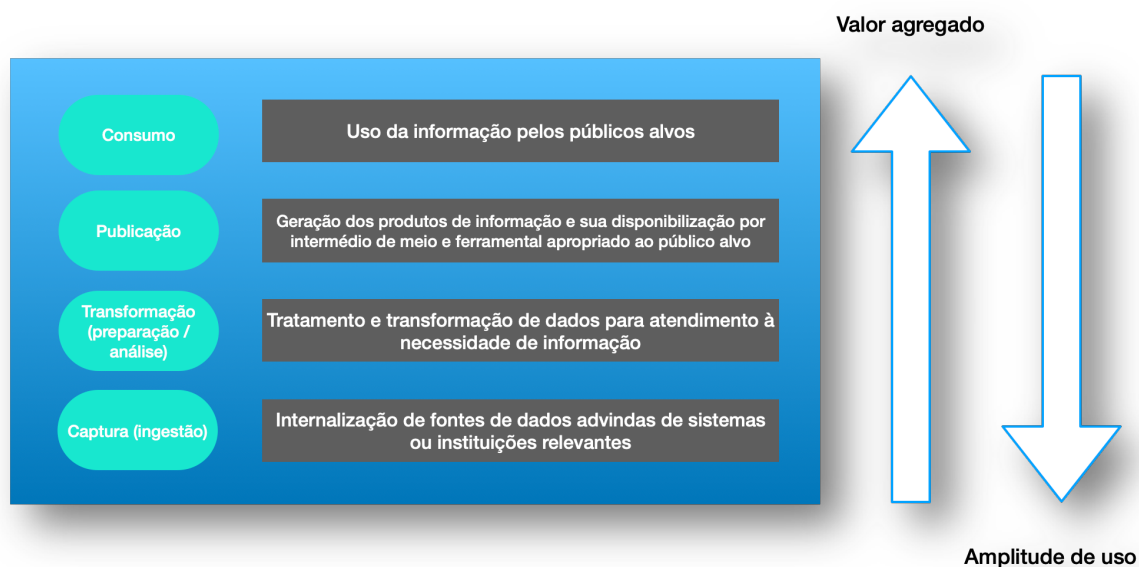 Valor agregado
Consumo
Uso da informação pelos públicos alvos
Publicação
Geração dos produtos de informação e sua disponibilização por
intermédio de meio e ferramental apropriado ao público alvo
Transformação
(preparação /
análise)
Tratamento e transformação de dados para atendimento à
necessidade de informação
Captura (ingestão)
Internalização de fontes de dados advindas de sistemas
ou instituições relevantes
Amplitude de uso